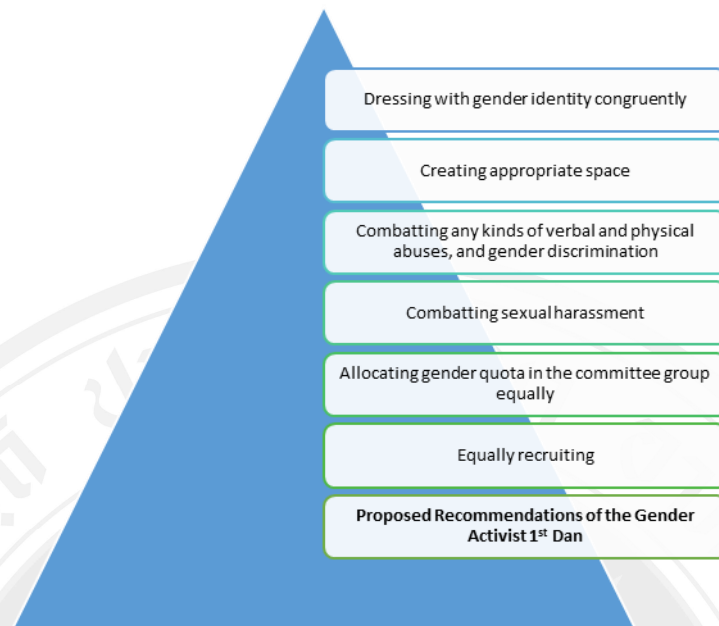 Dressing with gender identity congruently
Creating appropriate space
Combatting any kinds of verbal and physical
abuses, and gender discrimination
Combatting sexual harassment
Allocating gender quota in the committee group
equally
Equally recruiting
Proposed Recommendations of the Gender
Activist 1st Dan